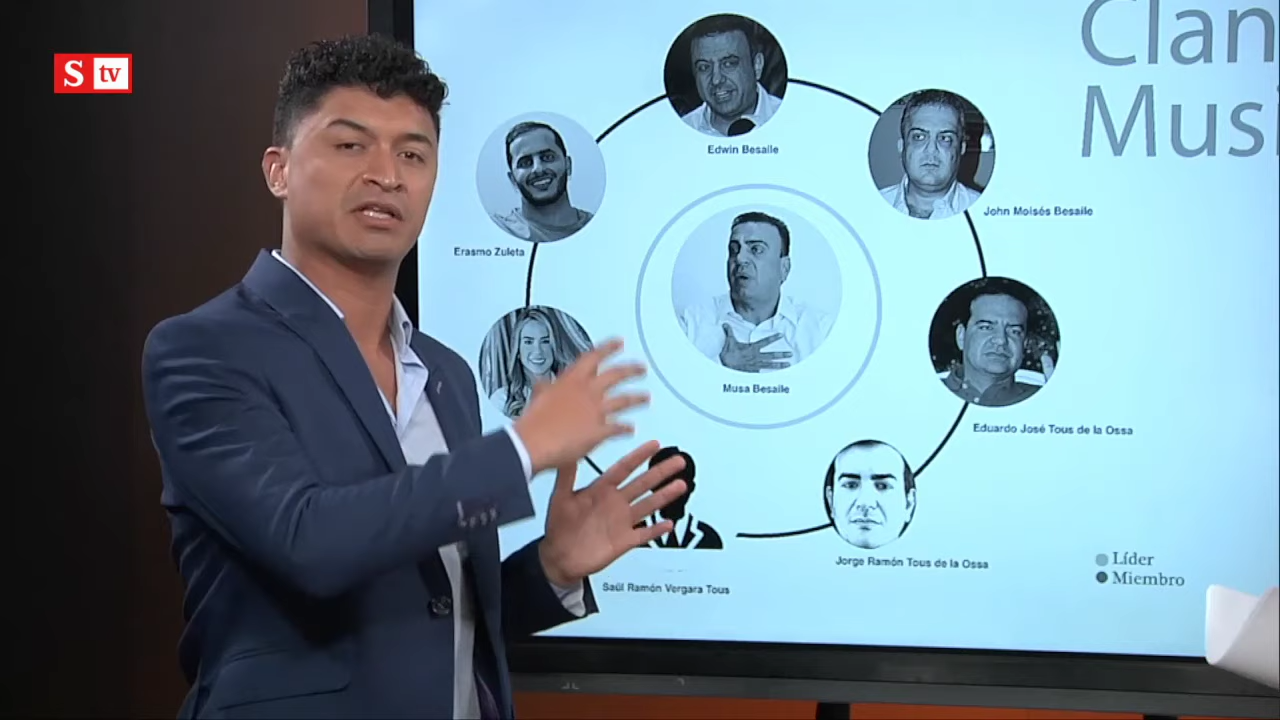 S tv
Clan
Mus
Edwin Besaile
John Moisés Besaile
Erasmo Zuleta
Musa Besaile
Eduardo José Tous de la Ossa
Jorge Ramón Tous de la Ossa
Saúl Ramón Vergara Tous
Líder
Miembro